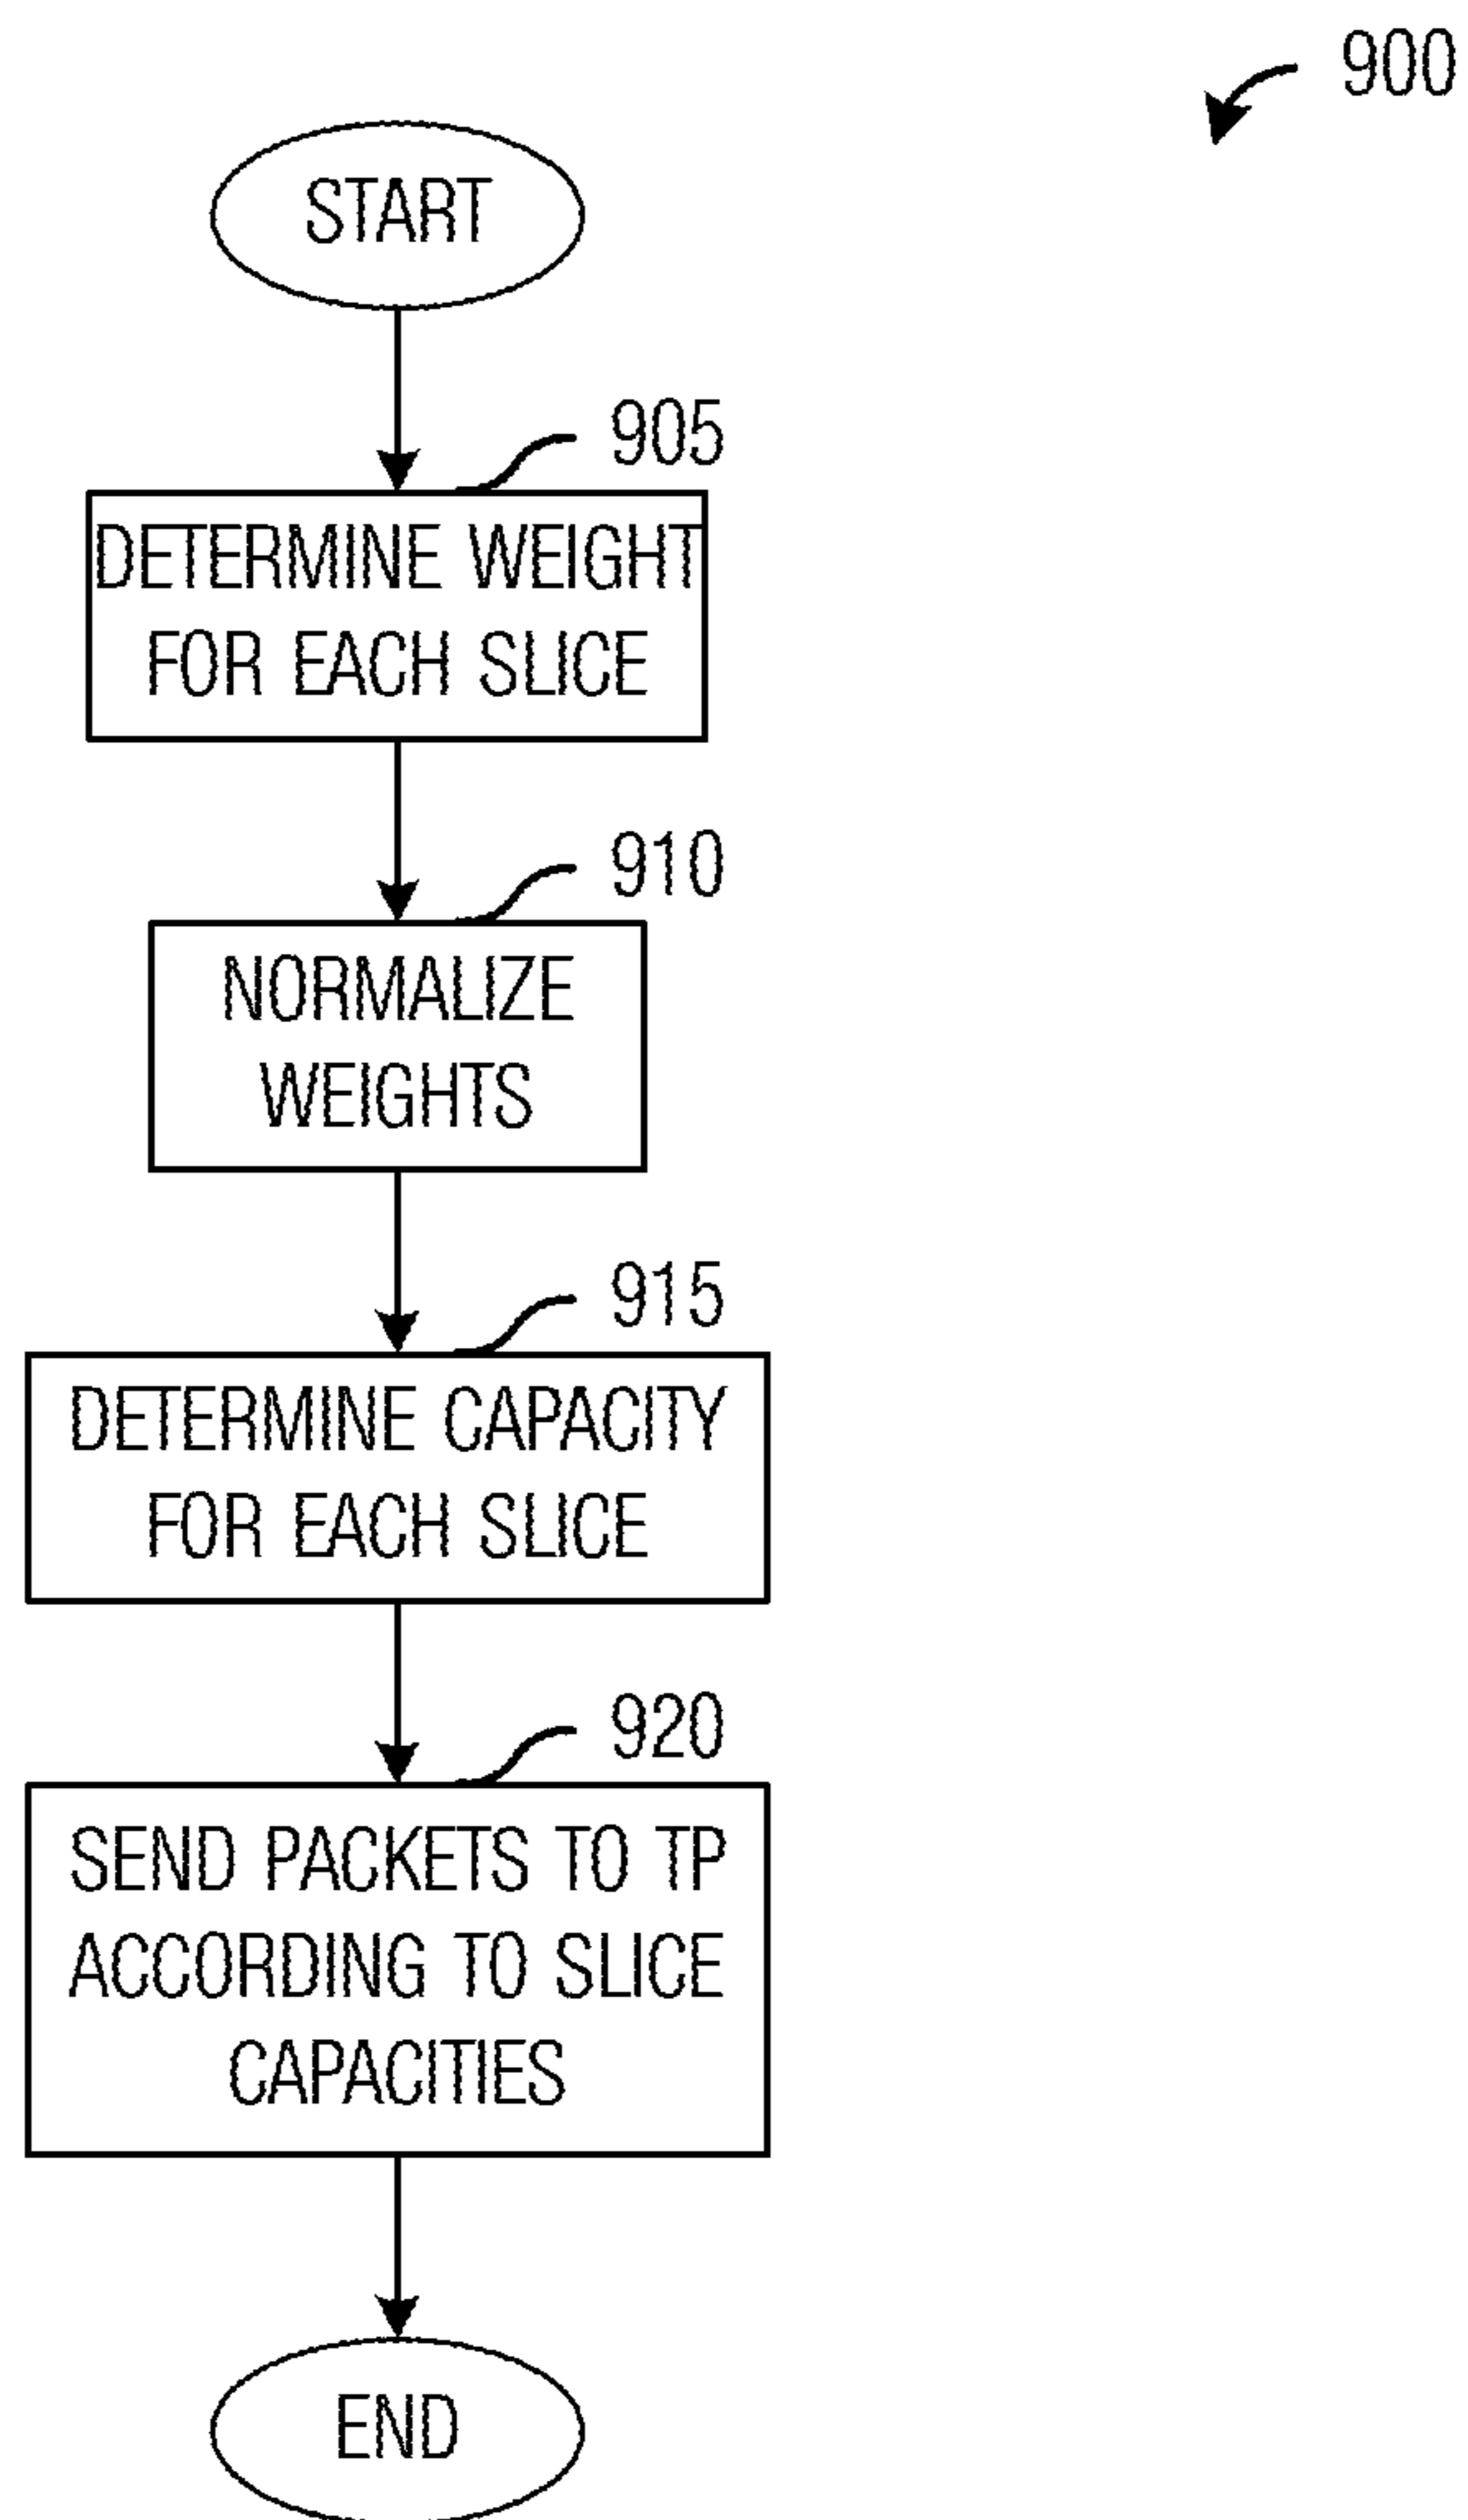 900
START
905
DETERMINE WEIGHT
FOR EACH SLICE
910
NORMALIZE
WEIGHTS
915
DETERMINE CAPACITY
FOR EACH SLICE
920
SEND PACKETS TO TP
ACCORDING TO SLICE
CAPACITIES
END